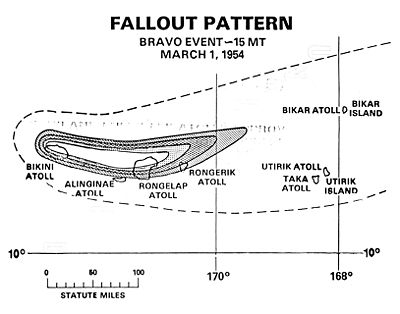 FALLOUT PATTERN
BRAVO EVENT–15 MT
MARCH 1, 1954
BIKAR ATOLL
BIKAR
ISLAND
BIKINI
ATOLL
ALINGINAE
ATOLL
RONGELAP
ATOLL
RONGERIK
ATOLL
UTIRIK ATOLL
TAKA
ATOLL
UTIRIK
ISLAND
10°
10°
0 50 100
STATUTE MILES
170°
168°